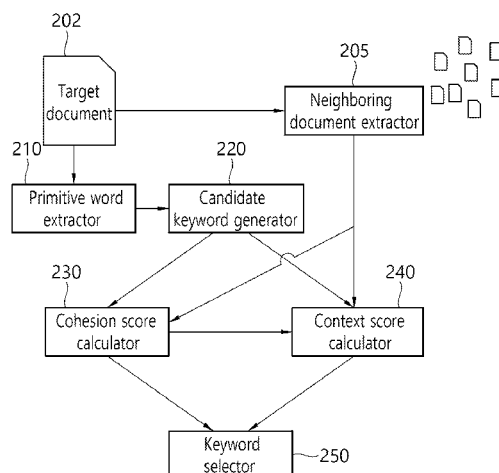 202
Target
document
205
Neighboring
document extractor
210
Primitive word
extractor
220
Candidate
keyword generator
230
Cohesion score
calculator
240
Context score
calculator
Keyword
selector
250